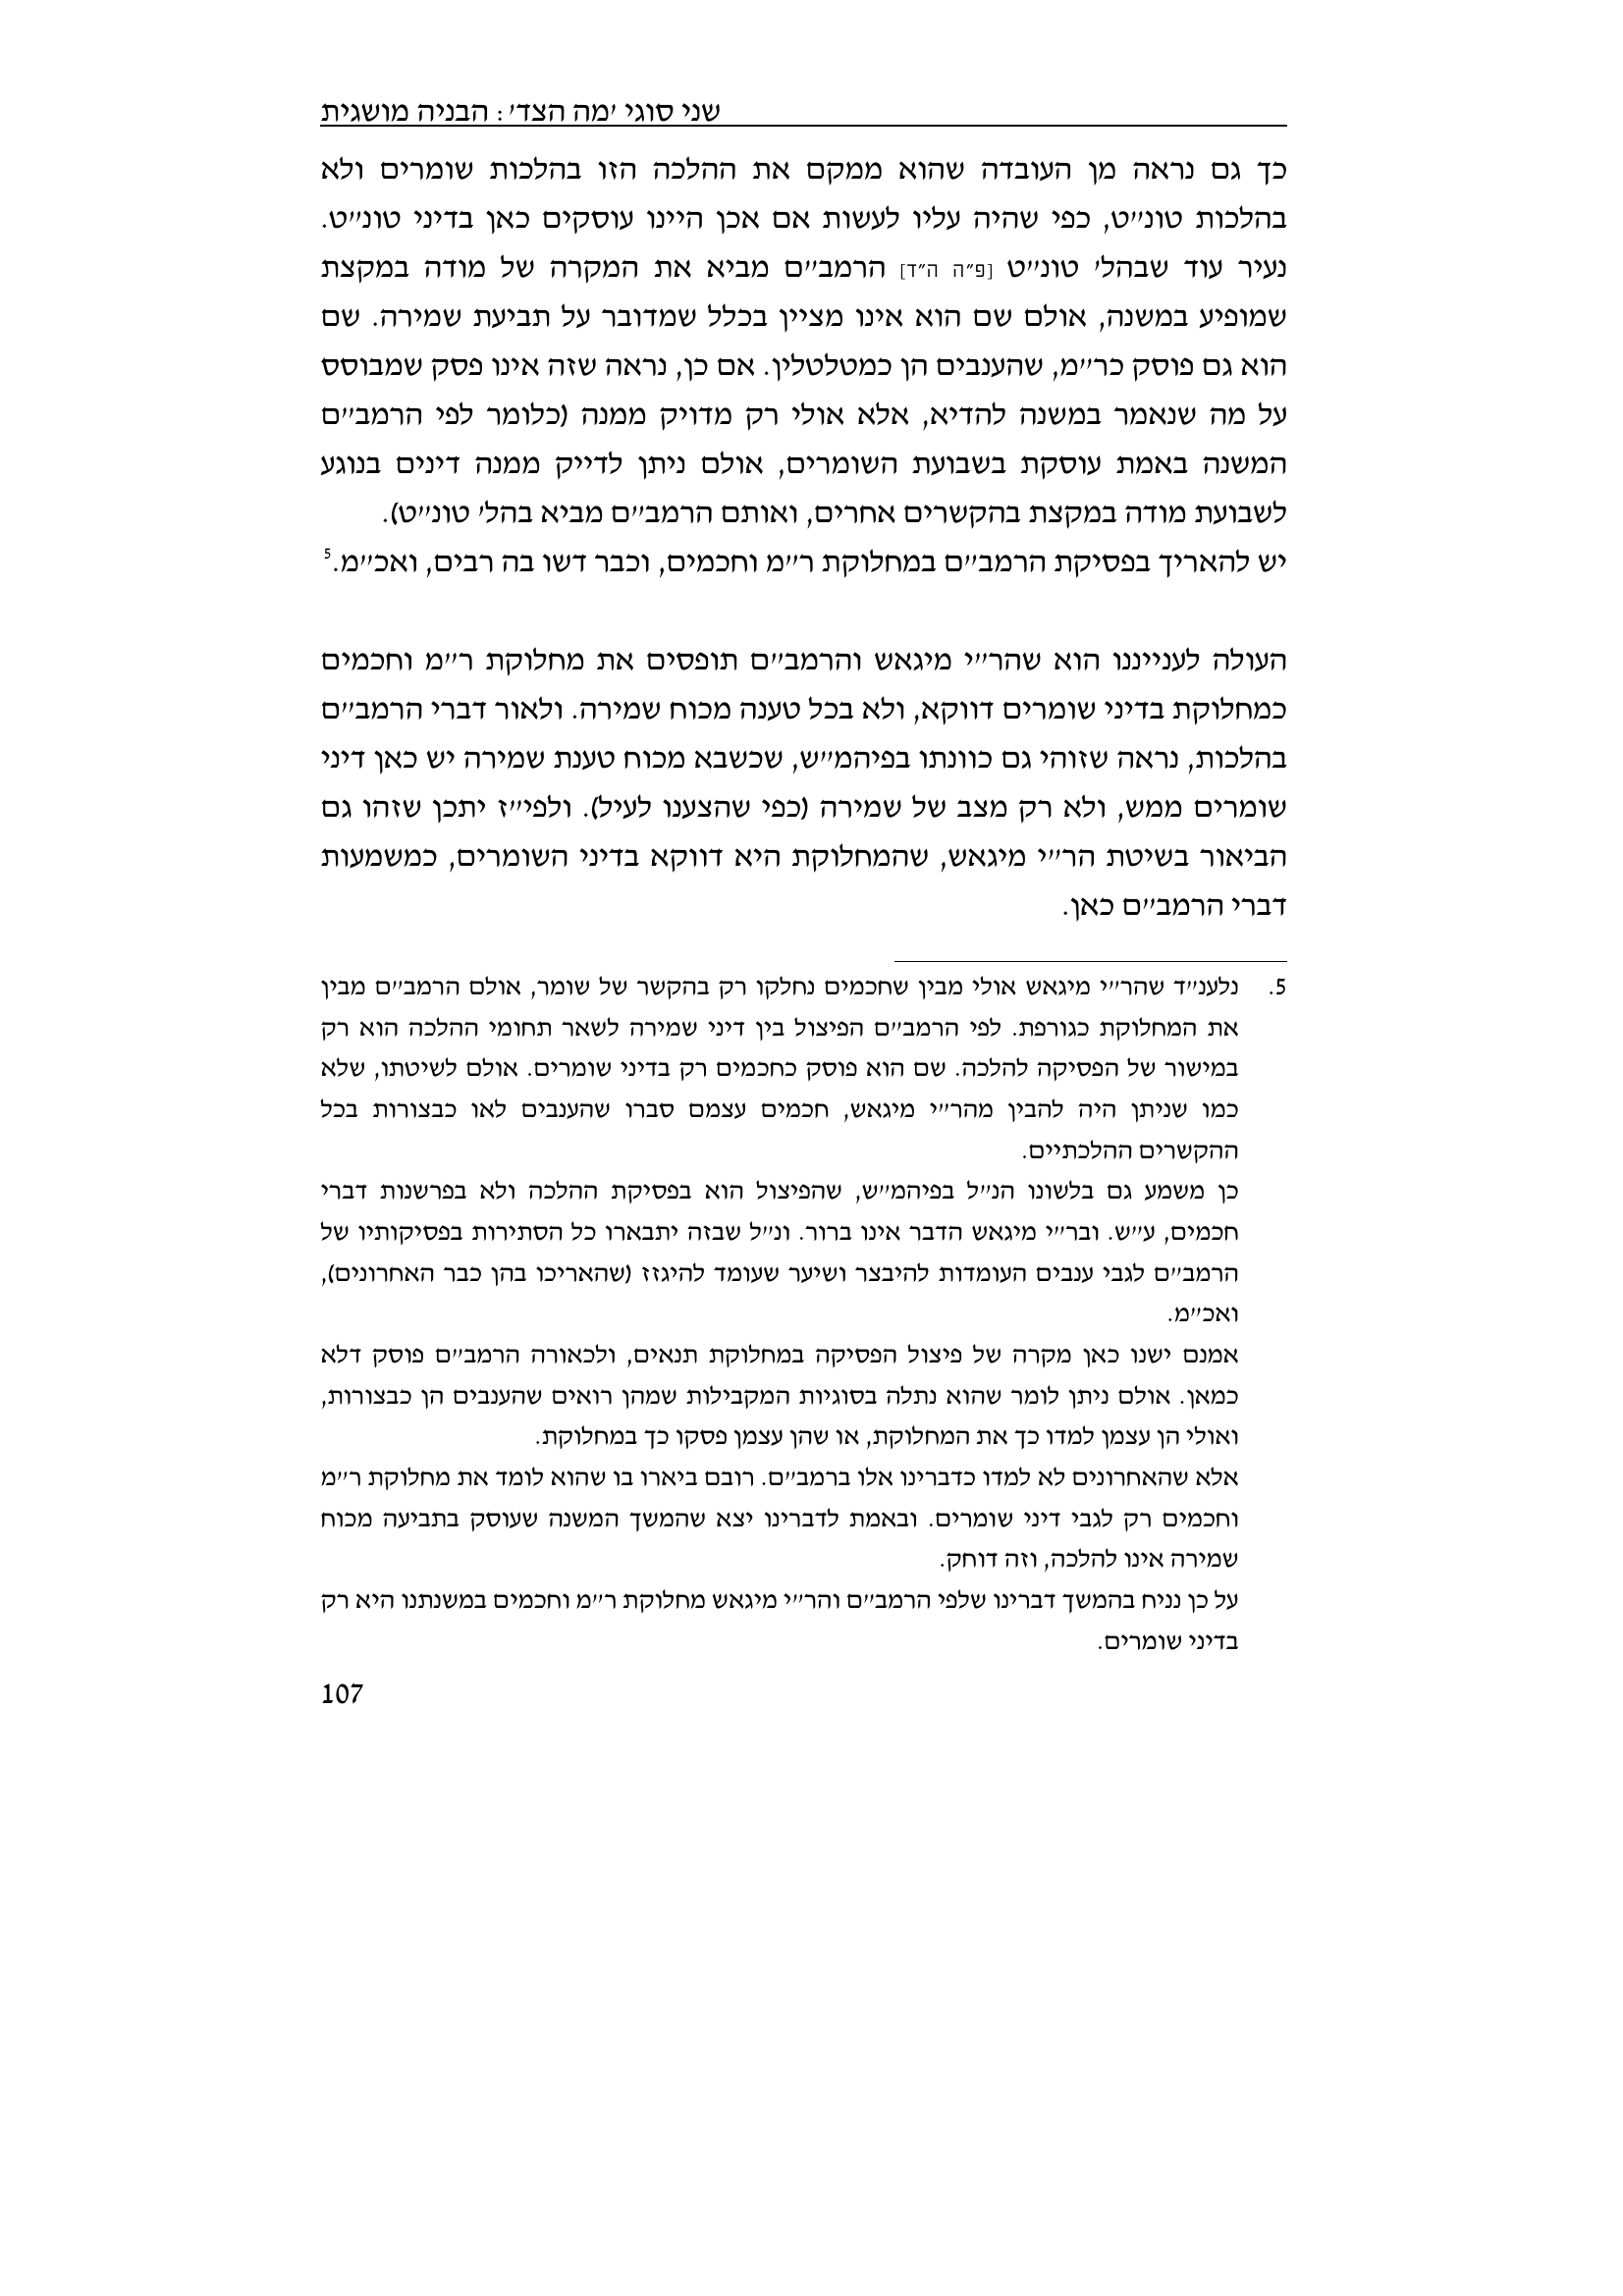 שני סוגי 'מה הצד': הבניה מושגית
כך גם נראה מן העובדה שהוא ממקם את ההלכה הזו בהלכות שומרים ולא
בהלכות טונ"ט, כפי שהיה עליו לעשות אם אכן היינו עוסקים כאן בדיני טונ"ט.
נעיר עוד שבהל' טונ"ט [פ"ה ה"ד] הרמב"ם מביא את המקרה של מודה במקצת
שמופיע במשנה, אולם שם הוא אינו מציין בכלל שמדובר על תביעת שמירה. שם
הוא גם פוסק כר"מ, שהענבים הן כמטלטלין. אם כן, נראה שזה אינו פסק שמבוסס
על מה שנאמר במשנה להדיא, אלא אולי רק מדויק ממנה (כלומר לפי הרמב"ם
המשנה באמת עוסקת בשבועת השומרים, אולם ניתן לדייק ממנה דינים בנוגע
לשבועת מודה במקצת בהקשרים אחרים, ואותם הרמב"ם מביא בהל' טונ"ט).
יש להאריך בפסיקת הרמב"ם במחלוקת ר"מ וחכמים, וכבר דשו בה רבים, ואכ"מ.5
העולה לענייננו הוא שהר"י מיגאש והרמב"ם תופסים את מחלוקת ר"מ וחכמים
כמחלוקת בדיני שומרים דווקא, ולא בכל טענה מכוח שמירה. ולאור דברי הרמב"ם
בהלכות, נראה שזוהי גם כוונתו בפיהמ"ש, שכשבא מכוח טענת שמירה יש כאן דיני
שומרים ממש, ולא רק מצב של שמירה (כפי שהצענו לעיל). ולפי"ז יתכן שזהו גם
הביאור בשיטת הר"י מיגאש, שהמחלוקת היא דווקא בדיני השומרים, כמשמעות
דברי הרמב"ם כאן.
5. נלענ"ד שהר"י מיגאש אולי מבין שחכמים נחלקו רק בהקשר של שומר, אולם הרמב"ם מבין
את המחלוקת כגורפת. לפי הרמב"ם הפיצול בין דיני שמירה לשאר תחומי ההלכה הוא רק
במישור של הפסיקה להלכה. שם הוא פוסק כחכמים רק בדיני שומרים. אולם לשיטתו, שלא
כמו שניתן היה להבין מהר"י מיגאש, חכמים עצמם סברו שהענבים לאו כבצורות בכל
ההקשרים ההלכתיים.
כן משמע גם בלשונו הנ"ל בפיהמ"ש, שהפיצול הוא בפסיקת ההלכה ולא בפרשנות דברי
חכמים, ע"ש. ובר"י מיגאש הדבר אינו ברור. ונ"ל שבזה יתבארו כל הסתירות בפסיקותיו של
הרמב"ם לגבי ענבים העומדות להיבצר ושיער שעומד להיגזז (שהאריכו בהן כבר האחרונים),
ואכ"מ.
אמנם ישנו כאן מקרה של פיצול הפסיקה במחלוקת תנאים, ולכאורה הרמב"ם פוסק דלא
כמאן. אולם ניתן לומר שהוא נתלה בסוגיות המקבילות שמהן רואים שהענבים הן כבצורות,
ואולי הן עצמן למדו כך את המחלוקת, או שהן עצמן פסקו כך במחלוקת.
אלא שהאחרונים לא למדו כדברינו אלו ברמב"ם. רובם ביארו בו שהוא לומד את מחלוקת ר"מ
וחכמים רק לגבי דיני שומרים. ובאמת לדברינו יצא שהמשך המשנה שעוסק בתביעה מכוח
שמירה אינו להלכה, וזה דוחק.
על כן נניח בהמשך דברינו שלפי הרמב"ם והר"י מיגאש מחלוקת ר"מ וחכמים במשנתנו היא רק
בדיני שומרים.
107